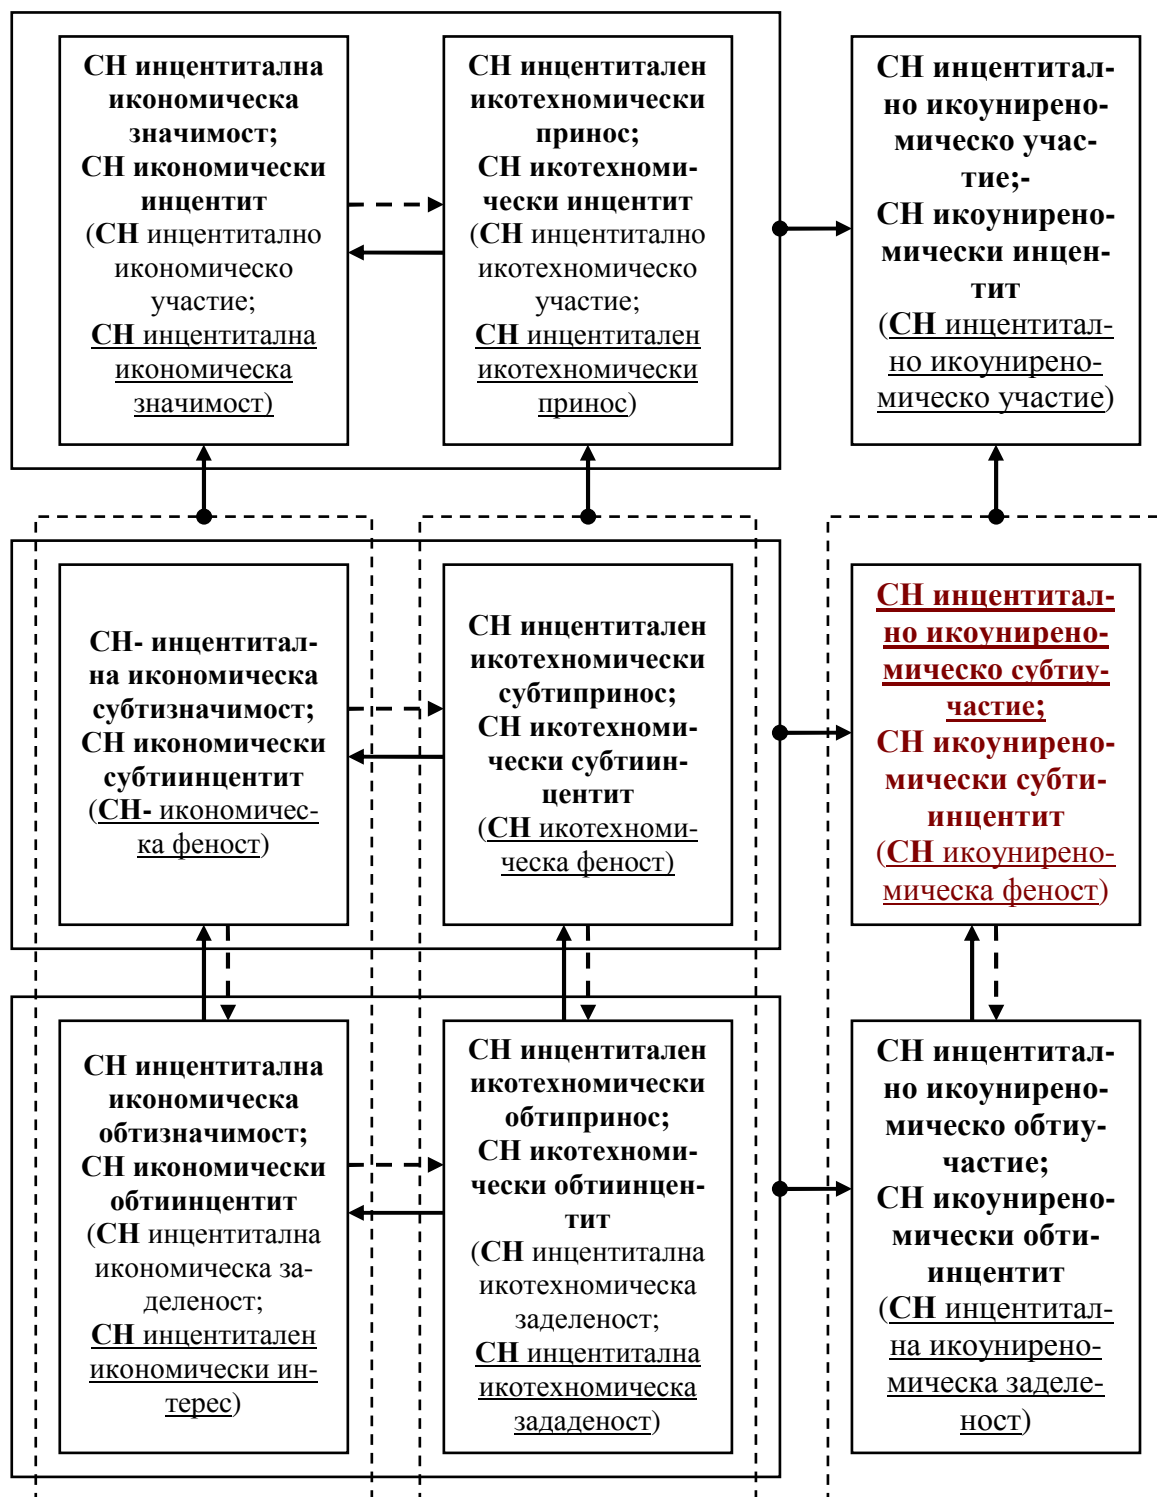 СН инцентитална
икономическа
значимост;
СН икономически
инцентит
(СН инцентитално
икономическо
участие;
СН инцентитална
икономическа
значимост)
СН инцентитален
икотехномически
принос;
СН икотехноми-
чески инцентит
(СН инцентитално
икотехномическо
участие;
СН инцентитален
икотехномически
принос)
СН инцентитал-
но икоунирено-
мическо учас-
тие;-
СН икоунирено-
мически инцен-
тит
(СН инцентитал-
но икоунирено-
мическо участие)
СН- инцентитал-
на икономическа
субтизначимост;
СН икономически
субтиинцентит
(СН- икономичес-
ка феност)
СН инцентитален
икотехномически
субтипринос;
СН икотехноми-
чески субтиин-
центит
(СН икотехноми-
ческа феност)
СН инцентитал-
но икоунирено-
мическо субтиу-
частие;
СН икоунирено-
мически субти-
инцентит
(СН икоунирено-
мическа феност)
СН инцентитална
икономическа
обтизначимост;
СН икономически
обтиинцентит
(СН инцентитална
икономическа за-
деленост;
СН инцентитален
икономически ин-
терес)
СН инцентитален
икотехномически
обтипринос;
СН икотехноми-
чески обтиинцен-
тит
(СН инцентитална
икотехномическа
заделеност;
СН инцентитална
икотехномическа
зададеност)
СН инцентитал-
но икоунирено-
мическо обтиу-
частие;
СН икоунирено-
мически обти-
инцентит
(СН инцентитал-
на икоунирено-
мическа заделе-
ност)